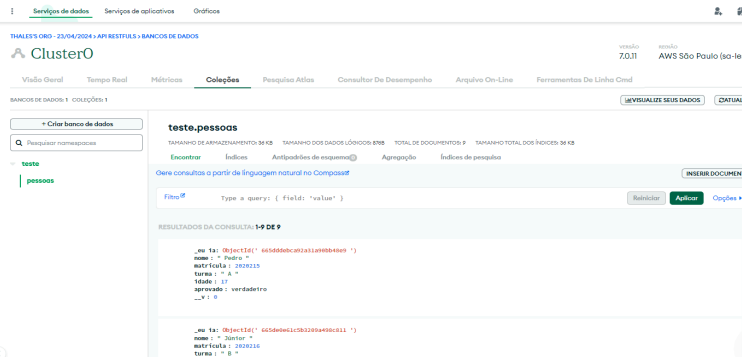 Serviços de dados Serviços de aplicativos Gráficos
THALES'S ORG - 23/04/2024 > API RESTFULS > BANCOS DE DADOS
Cluster0
VERSÃO REGIÃO
7.0.11 AWS São Paulo (sa-e
Visão Geral Tempo Real Métricas Coleções Pesquisa Atlas Consultor De Desempenho Arquivo On-Line Ferramentas De Linha Cmd
BANCOS DE DADOS: 1 COLEÇÕES: 1
VISUALIZE SEUS DADOS ATUAL
+ Criar banco de dados
Pesquisar namespaces
teste
pessoas
teste.pessoas
TAMANHO DE ARMAZENAMENTO: 36 KB TAMANHO DOS DADOS LÓGICOS: 878B TOTAL DE DOCUMENTOS: 9 TAMANHO TOTAL DOS ÍNDICES: 36 KB
Encontrar Índices Antipadrões de esquema Agregação Índices de pesquisa
Gere consultas a partir de linguagem natural no Compass
INSERIR DOCUMEN
Filtro Type a query: { field: 'value' } Reiniciar Aplicar Opções
RESULTADOS DA CONSULTA: 1-9 DE 9
_eu ia: ObjectId(' 665dddebca92a31a98bb48e9 ')
nome : " Pedro "
matrícula : 2020215
turma : " A "
idade : 17
aprovado : verdadeiro
__v : 0
_eu ia: ObjectId(' 665de0e61c5b3209a498c811 ')
nome : " Júnior "
matrícula : 2020216
turma : " B "